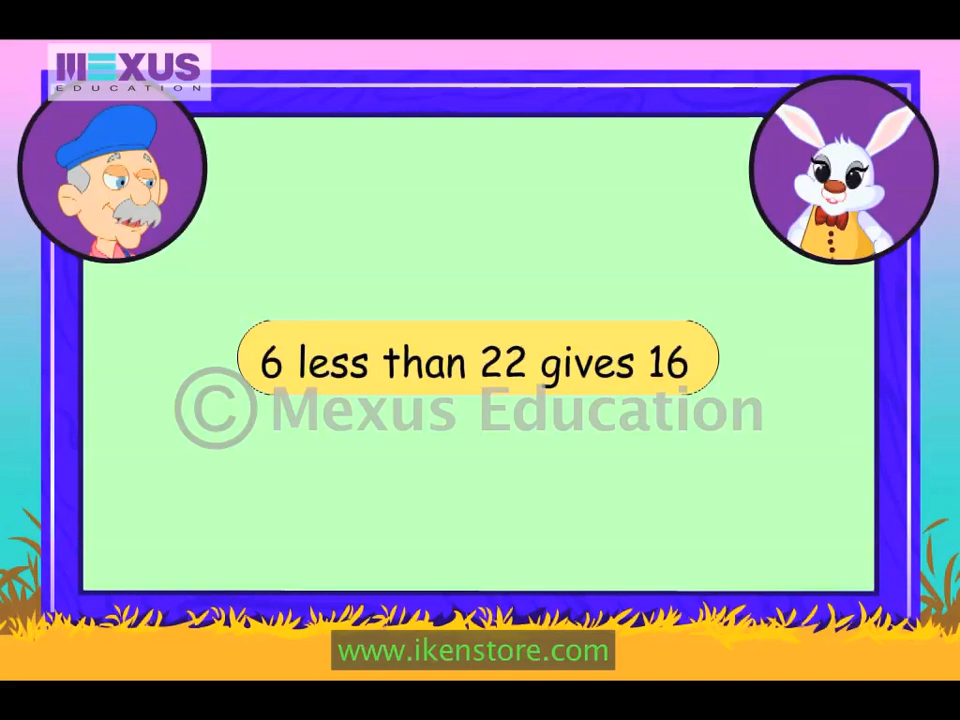 MEXUS
EDUCATION
6 less than 22 gives 16
© Mexus Education
www.ikenstore.com